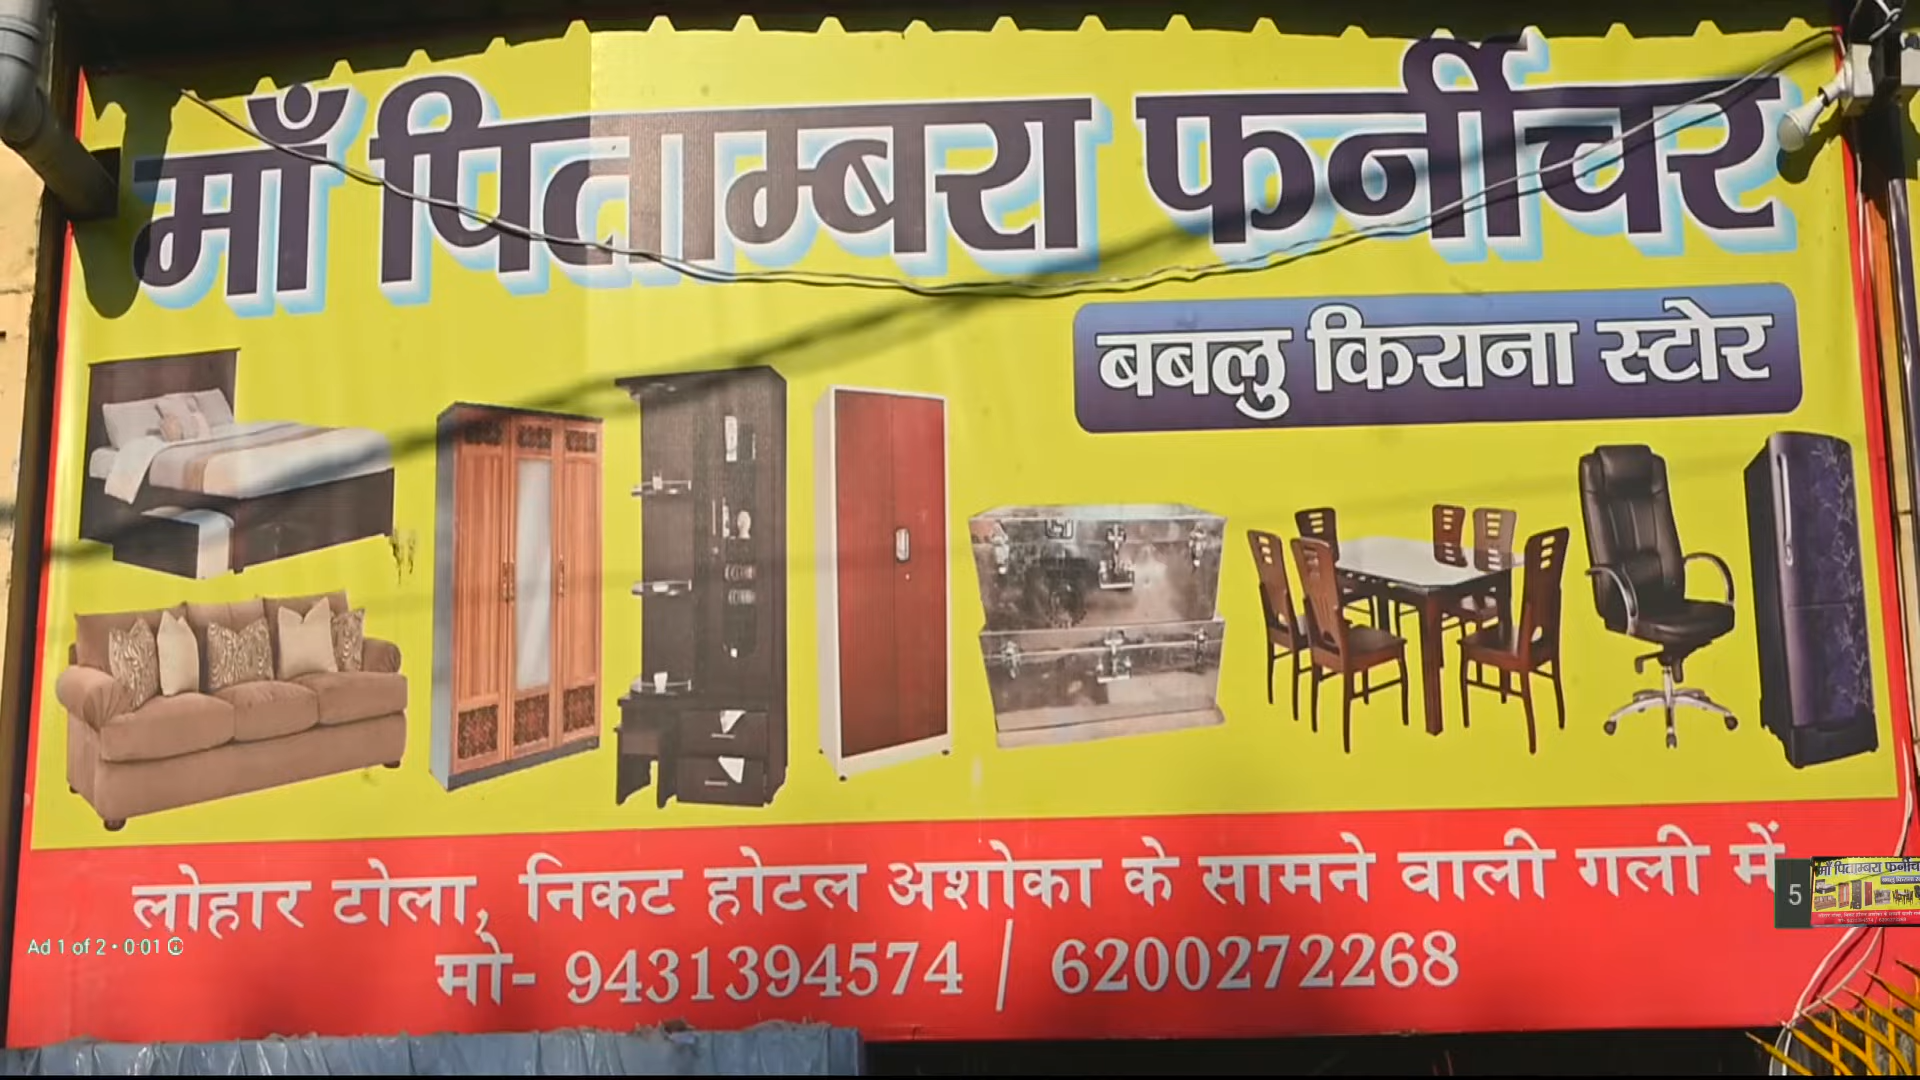 माँ पिताम्बरा फर्नीचर
बबलु किराना स्टोर
लोहार टोला, निकट होटल अशोका के सामने वाली गली में
मो- 9431394574 / 6200272268
Ad 1 of 2 • 0:01
5